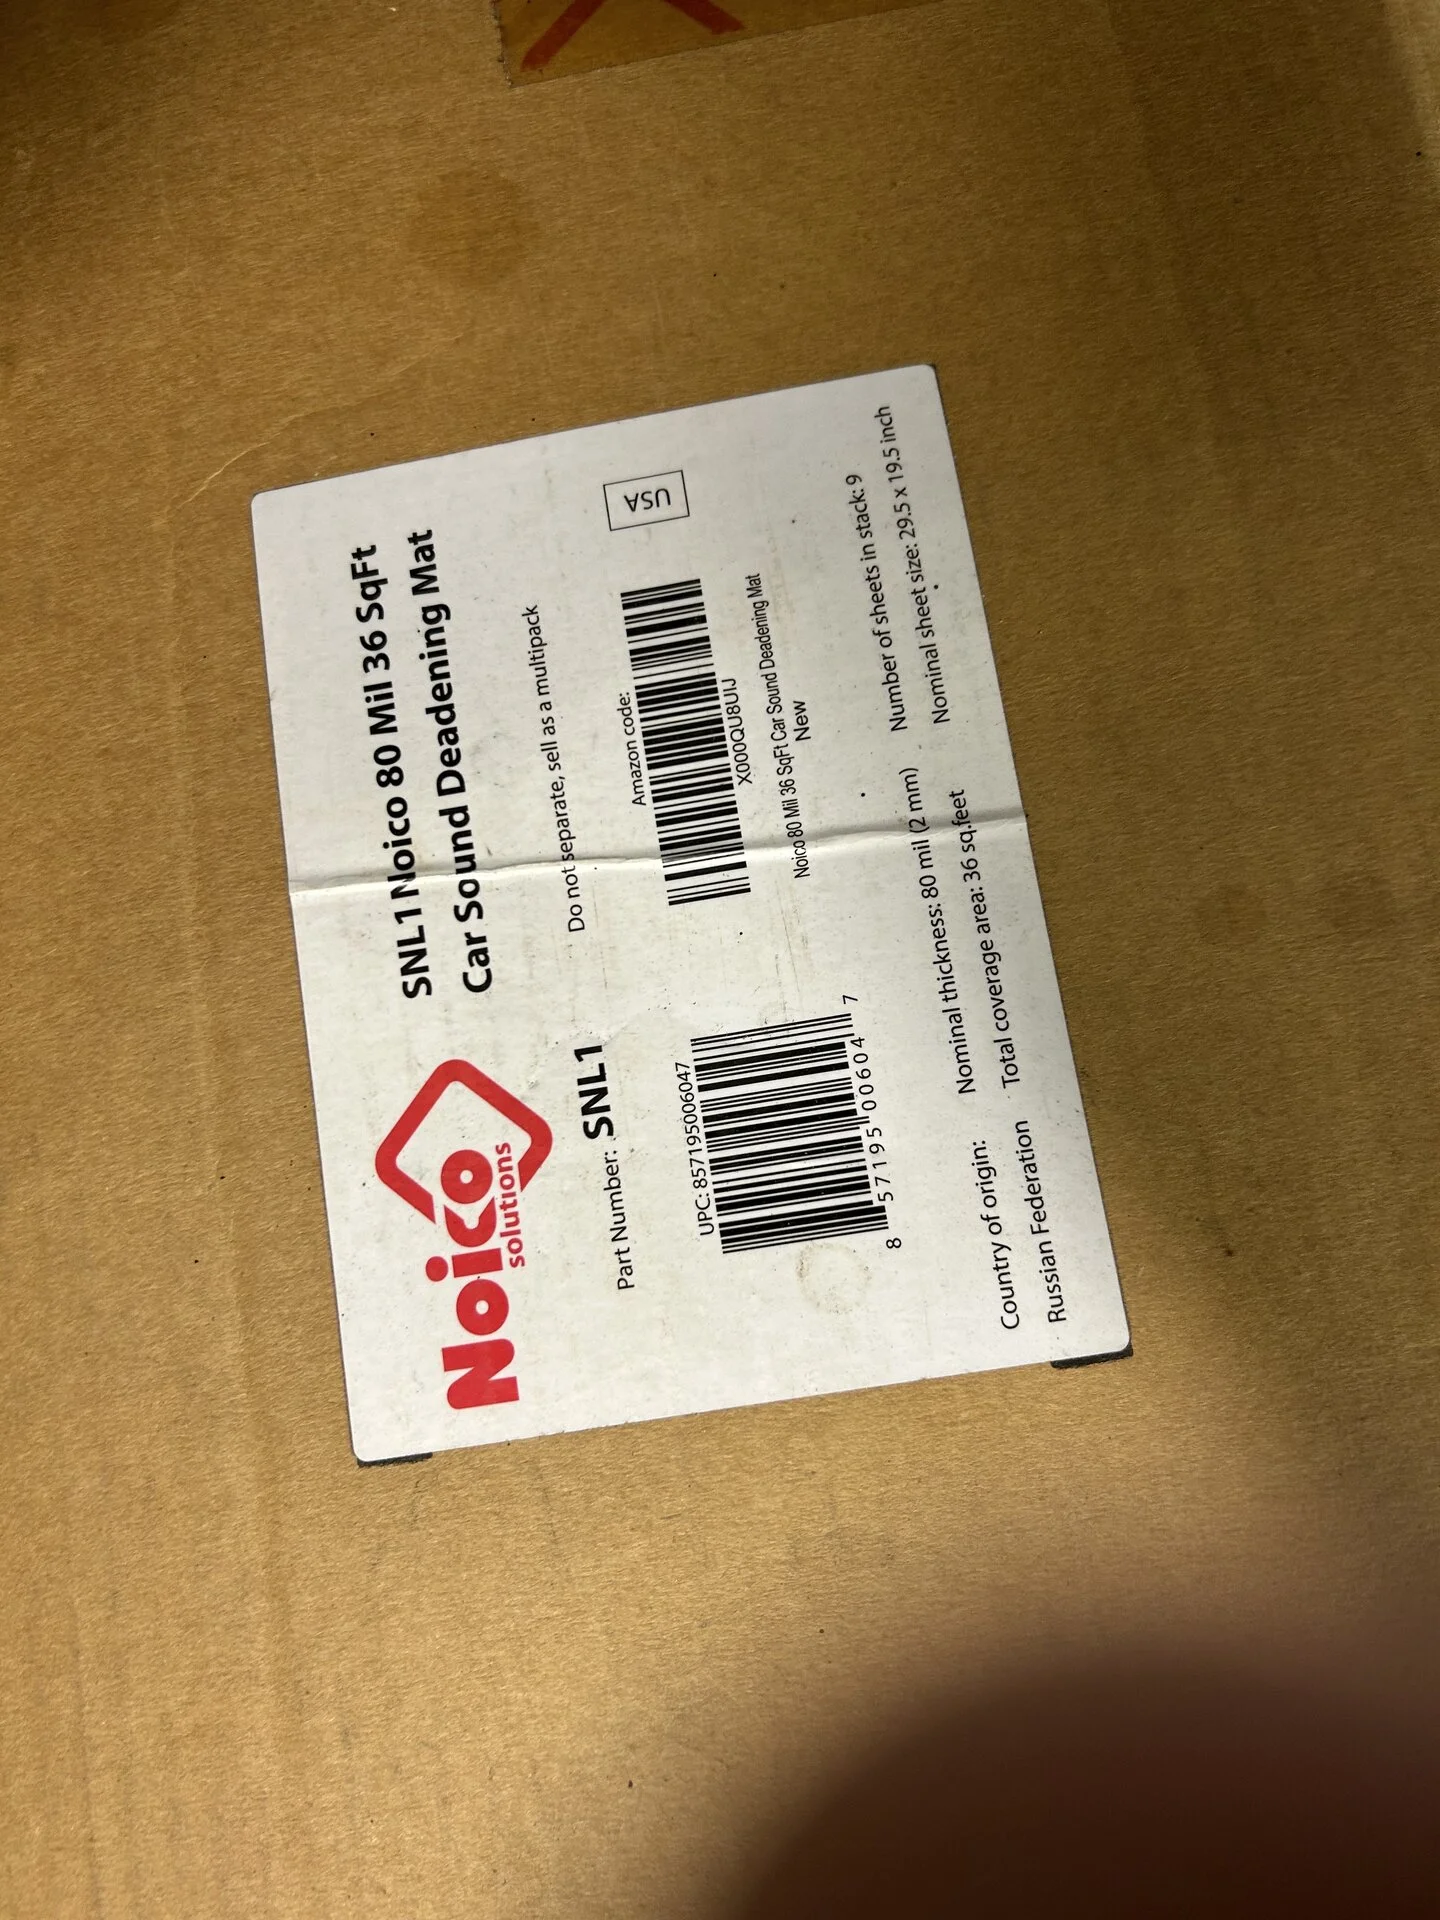 Noico
solutions
SNL1 Noico 80 Mil 36 SqFt
Car Sound Deadening Mat
Part Number: SNL1
Do not separate, sell as a multipack
UPC: 857195006047
8 57195 00604 7
Amazon code:
X000QU8UIJ
Noico 80 Mil 36 SqFt Car Sound Deadening Mat
New
USA
Country of origin:
Russian Federation
Nominal thickness: 80 mil (2 mm)
Total coverage area: 36 sq.feet
Number of sheets in stack: 9
Nominal sheet size: 29.5 x 19.5 inch